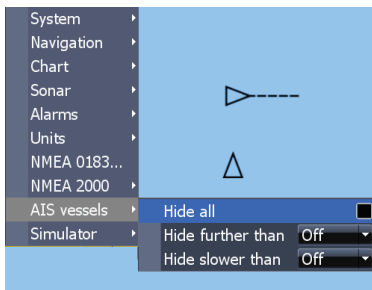 System
Navigation
Chart
Sonar
Alarms
Units
NMEA 0183...
NMEA 2000
AIS vessels
Simulator
Hide all
Hide further than Off
Hide slower than Off